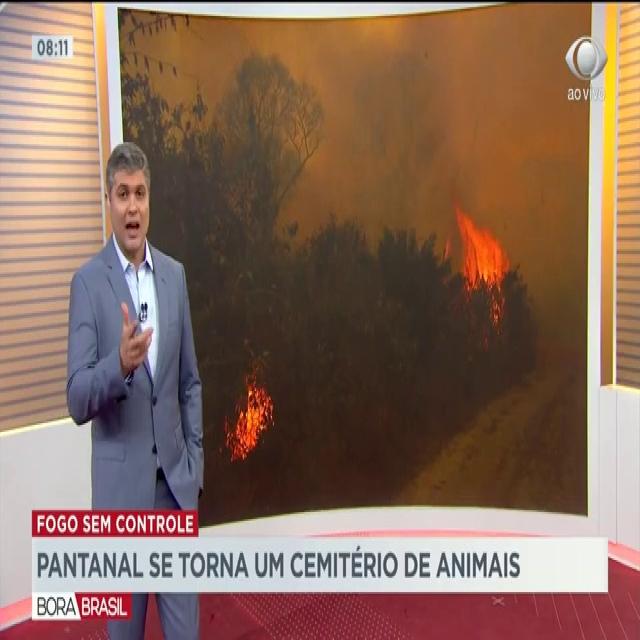 08:11
ao vivo
FOGO SEM CONTROLE
PANTANAL SE TORNA UM CEMITÉRIO DE ANIMAIS
BORA BRASIL